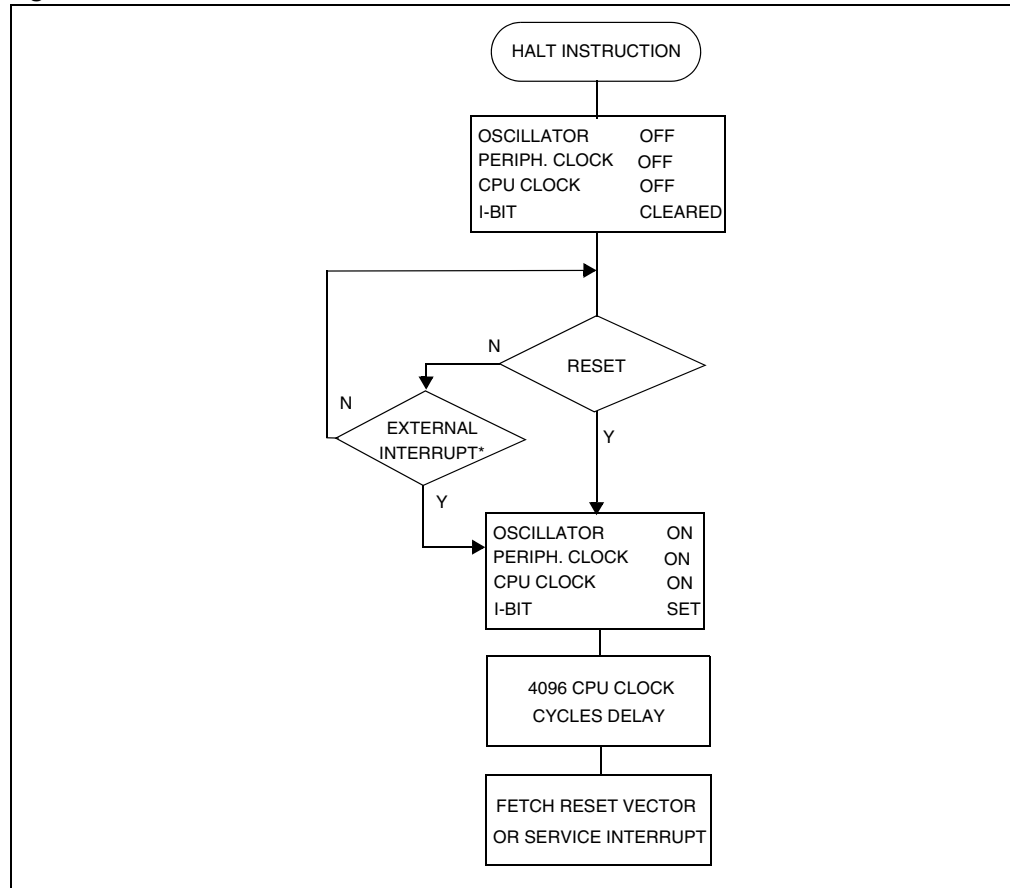 HALT INSTRUCTION
OSCILLATOR OFF
PERIPH. CLOCK OFF
CPU CLOCK OFF
I-BIT CLEARED
N
RESET
N
EXTERNAL
INTERRUPT*
Y
Y
OSCILLATOR ON
PERIPH. CLOCK ON
CPU CLOCK ON
I-BIT SET
4096 CPU CLOCK
CYCLES DELAY
FETCH RESET VECTOR
OR SERVICE INTERRUPT